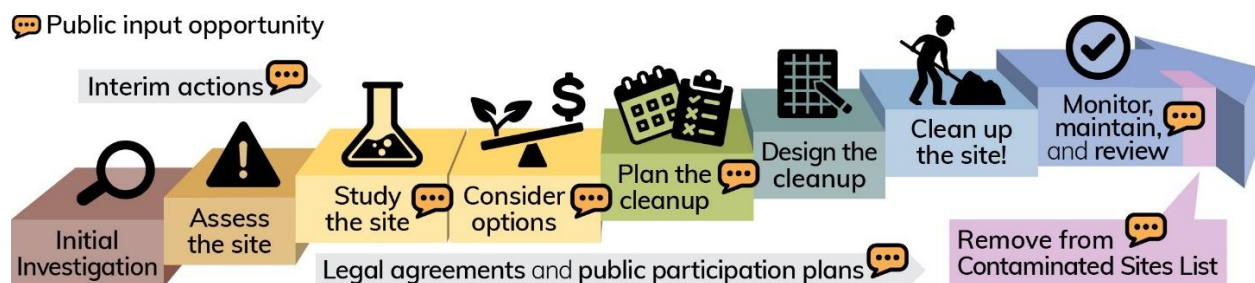 Public input opportunity
Interim actions
Initial
Investigation
Assess
the site
Study
the site
Consider
options
Plan the
cleanup
Design the
cleanup
Clean up
the site!
Monitor,
maintain,
and review
Legal agreements and public participation plans
Remove from
Contaminated Sites List